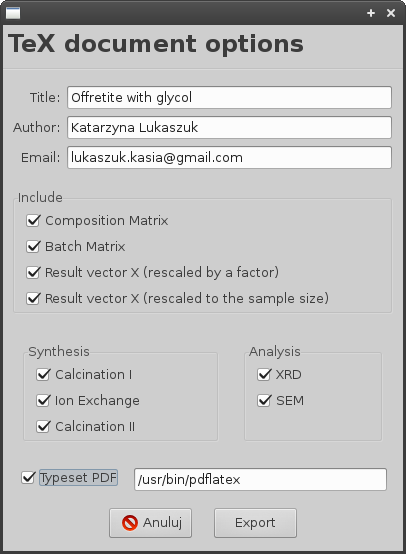 TeX document options
Title: Offretite with glycol
Author: Katarzyna Lukaszuk
Email: lukaszuk.kasia@gmail.com
Include
Composition Matrix
Batch Matrix
Result vector X (rescaled by a factor)
Result vector X (rescaled to the sample size)
Synthesis
Calcination I
Ion Exchange
Calcination II
Analysis
XRD
SEM
Typeset PDF /usr/bin/pdflatex
Anuluj Export